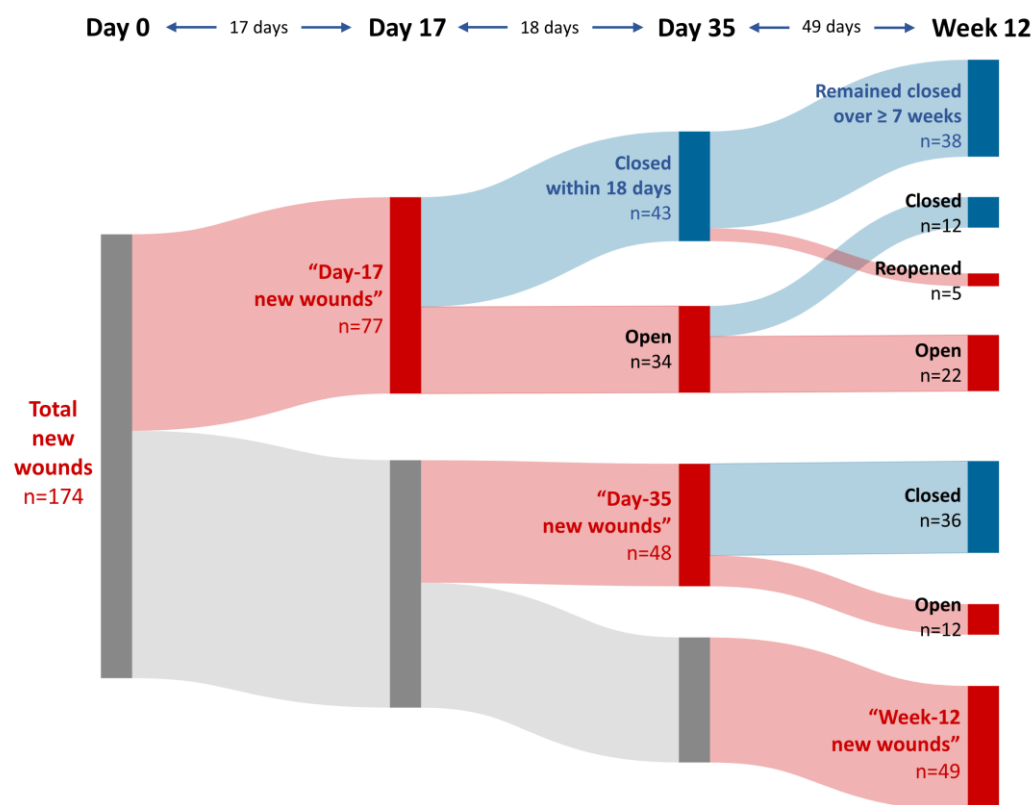 Day 0 17 days Day 17 18 days Day 35 49 days Week 12
Remained closed
over ≥ 7 weeks
n=38
Closed
within 18 days
n=43
Closed
n=12
“Day-17
new wounds”
n=77
Reopened
n=5
Open
n=34
Open
n=22
Total
new
wounds
n=174
“Day-35
new wounds”
n=48
Closed
n=36
Open
n=12
“Week-12
new wounds”
n=49